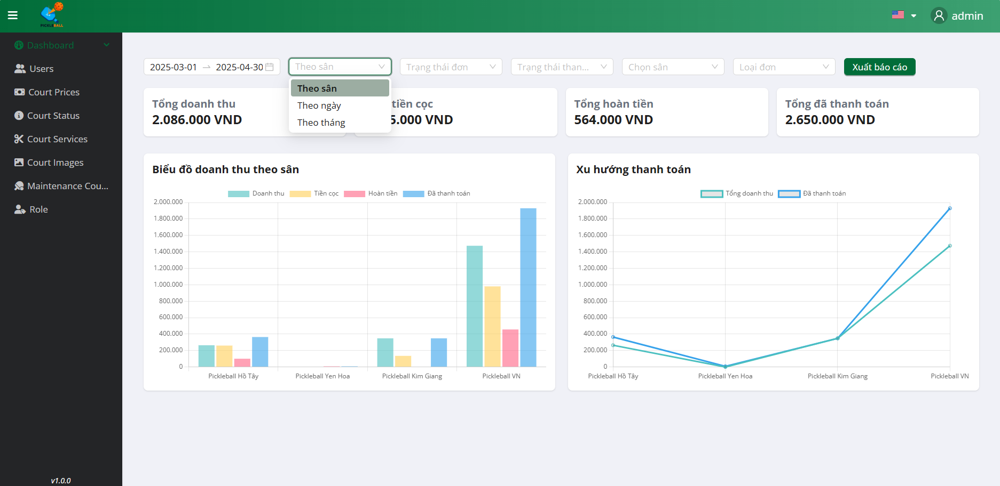 PICKLEBALL
admin
Dashboard
Users
Court Prices
Court Status
Court Services
Court Images
Maintenance Cou...
Role
v1.0.0
2025-03-01
2025-04-30
Theo sân
Trạng thái đơn
Trạng thái than...
Chọn sân
Loại đơn
Xuất báo cáo
Theo sân
Theo ngày
Theo tháng
Tổng doanh thu
2.086.000 VND
tiền cọc
5.000 VND
Tổng hoàn tiền
564.000 VND
Tổng đã thanh toán
2.650.000 VND
Biểu đồ doanh thu theo sân
Doanh thu
Tiền cọc
Hoàn tiền
Đã thanh toán
2.000.000
1.800.000
1.600.000
1.400.000
1.200.000
1.000.000
800.000
600.000
400.000
200.000
0
Pickleball Hồ Tây
Pickleball Yen Hoa
Pickleball Kim Giang
Pickleball VN
Xu hướng thanh toán
Tổng doanh thu
Đã thanh toán
2.000.000
1.800.000
1.600.000
1.400.000
1.200.000
1.000.000
800.000
600.000
400.000
200.000
0
Pickleball Hồ Tây
Pickleball Yen Hoa
Pickleball Kim Giang
Pickleball VN